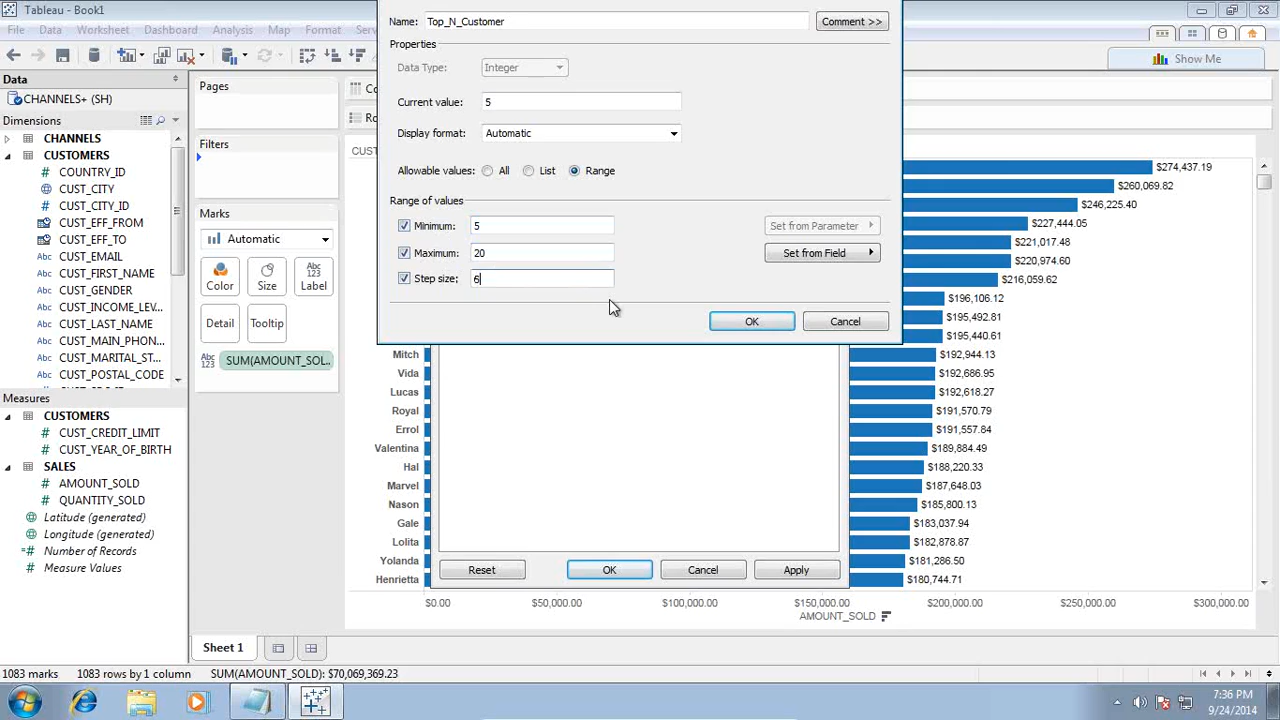 Tableau - Book1
File Data Worksheet Dashboard Analysis Map Format
Name: Top_N_Customer Comment >>
Properties
Data Type: Integer
Current value: 5
Display format: Automatic
Allowable values: All List Range
Range of values
Minimum: 5 Set from Parameter
Maximum: 20 Set from Field
Step size: 6
OK Cancel
Show Me
Data
CHANNELS+ (SH)
Dimensions
CHANNELS
CUSTOMERS
COUNTRY_ID
CUST_CITY
CUST_CITY_ID
CUST_EFF_FROM
CUST_EFF_TO
CUST_EMAIL
CUST_FIRST_NAME
CUST_GENDER
CUST_INCOME_LEV...
CUST_LAST_NAME
CUST_MAIN_PHON...
CUST_MARITAL_ST...
CUST_POSTAL_CODE
Measures
CUSTOMERS
CUST_CREDIT_LIMIT
CUST_YEAR_OF_BIRTH
SALES
AMOUNT_SOLD
QUANTITY_SOLD
Latitude (generated)
Longitude (generated)
Number of Records
Measure Values
Pages
Filters
Marks
Automatic
Color Size Label
Detail Tooltip
SUM(AMOUNT_SOL..
$274,437.19
$260,069.82
$246,225.40
$227,444.05
$221,017.48
$220,974.60
$216,059.62
$196,106.12
$195,492.81
$195,440.61
Mitch $192,944.13
Vida $192,686.95
Lucas $192,618.27
Royal $191,570.79
Errol $191,557.84
Valentina $189,884.49
Hal $188,220.33
Marvel $187,648.03
Nason $185,800.13
Gale $183,037.94
Lolita $182,878.87
Yolanda $181,286.50
Henrietta $180,744.71
Reset OK Cancel Apply
$0.00 $50,000.00 $100,000.00 $150,000.00 $200,000.00 $250,000.00 $300,000.00
AMOUNT_SOLD
Sheet 1
1083 marks 1083 rows by 1 column SUM(AMOUNT_SOLD): $70,069,369.23
7:36 PM
9/24/2014